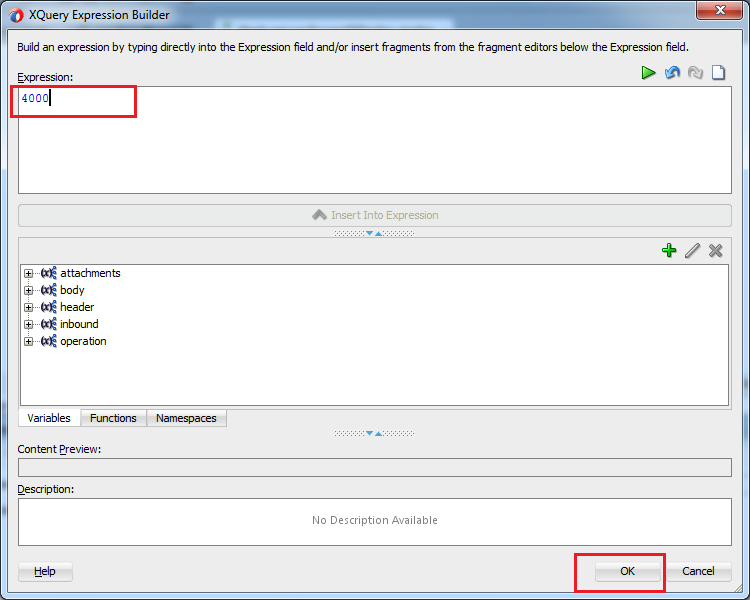 XQuery Expression Builder
Build an expression by typing directly into the Expression field and/or insert fragments from the fragment editors below the Expression field.
Expression:
4000
Insert Into Expression
(x) attachments
(x) body
(x) header
(x) inbound
(x) operation
Variables Functions Namespaces
Content Preview:
Description:
No Description Available
Help OK Cancel